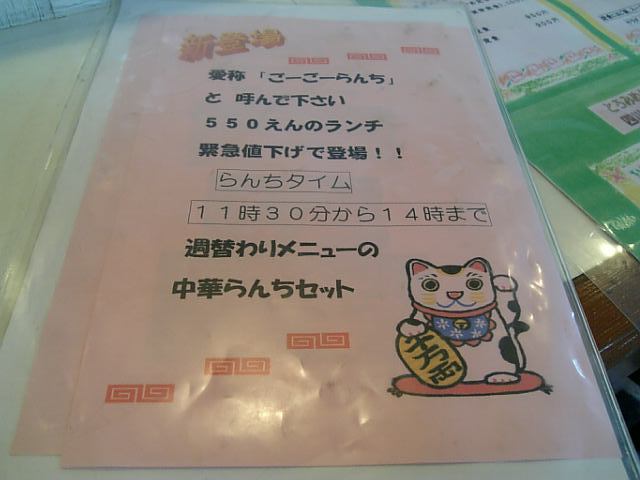 新登場
愛称「ごーごーらんち」
と 呼んで下さい
５５０えんのランチ
緊急値下げで登場！！
らんちタイム
１１時３０分から１４時まで
週替わりメニューの
中華らんちセット
千万両